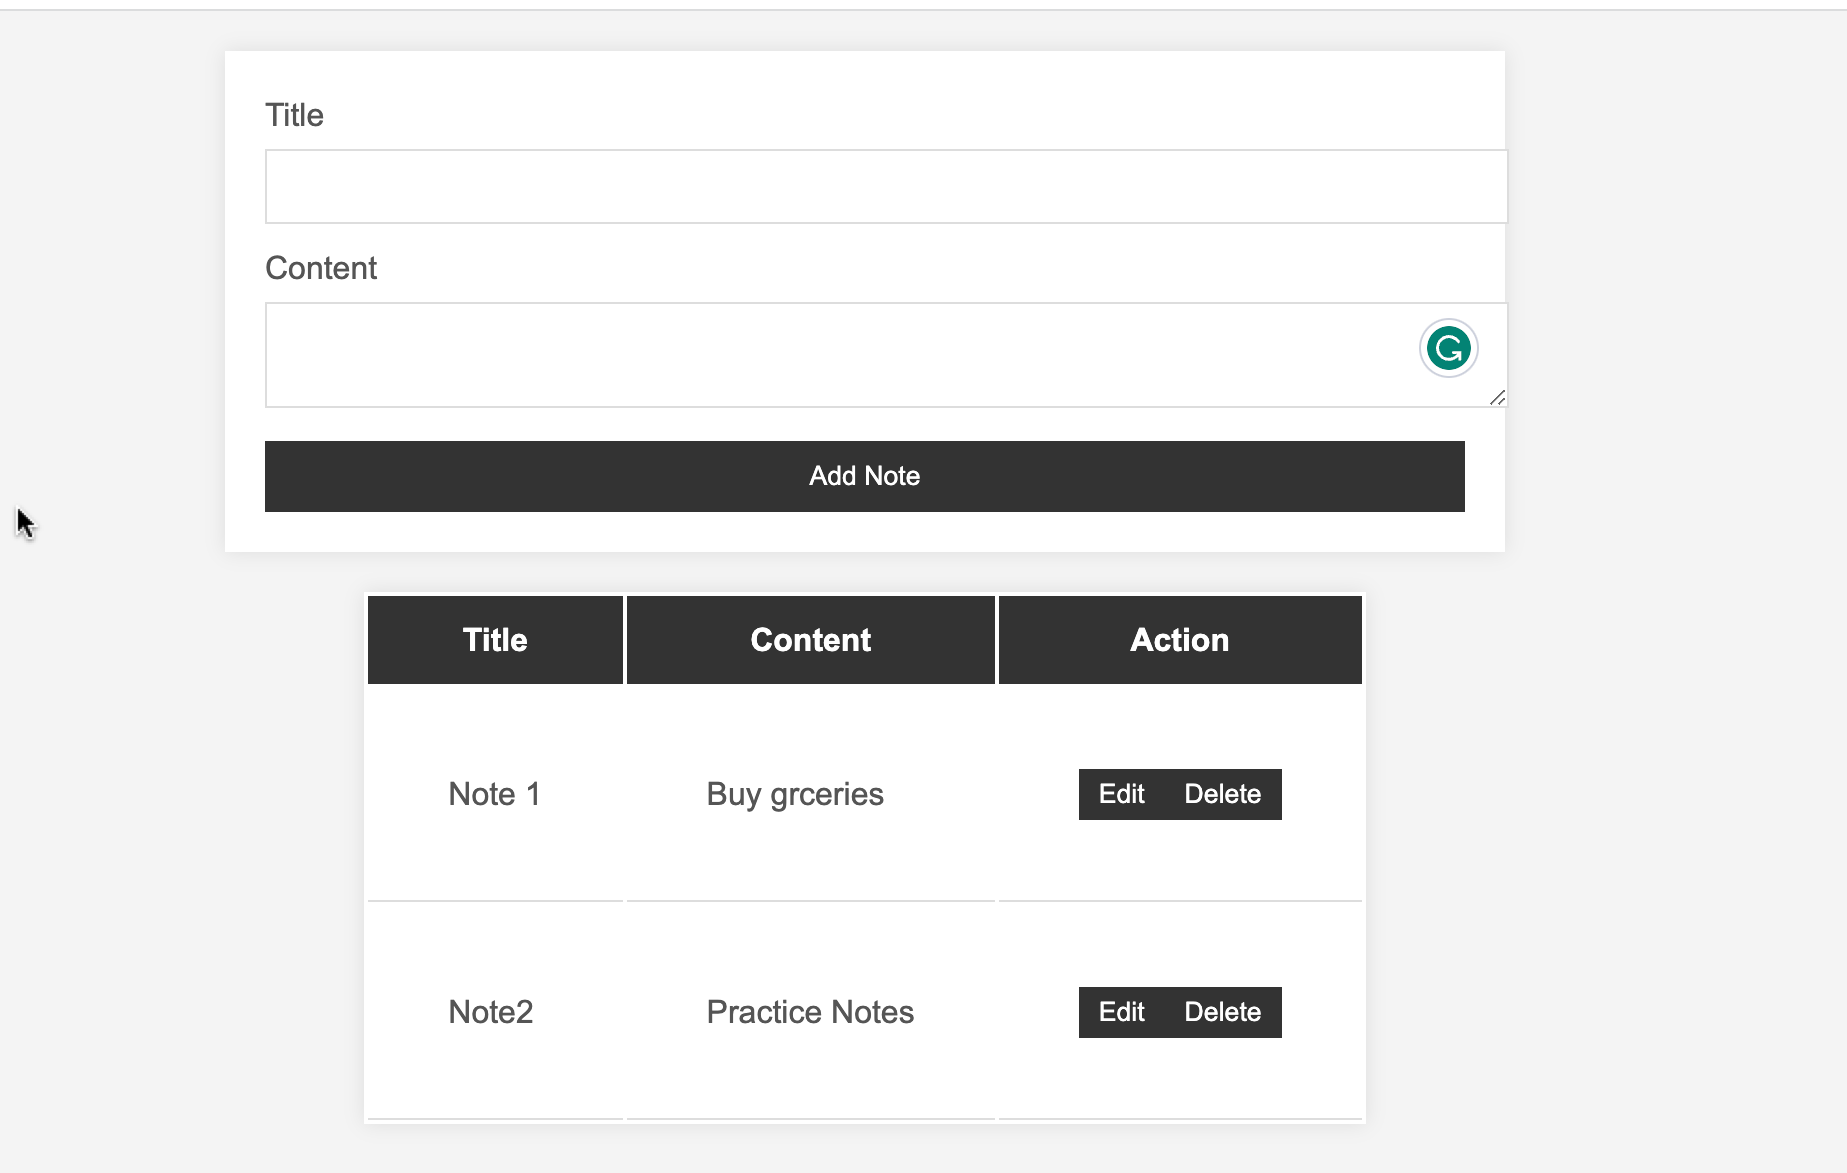 Title
Content
Add Note
Title Content Action
Note 1 Buy grceries Edit Delete
Note2 Practice Notes Edit Delete